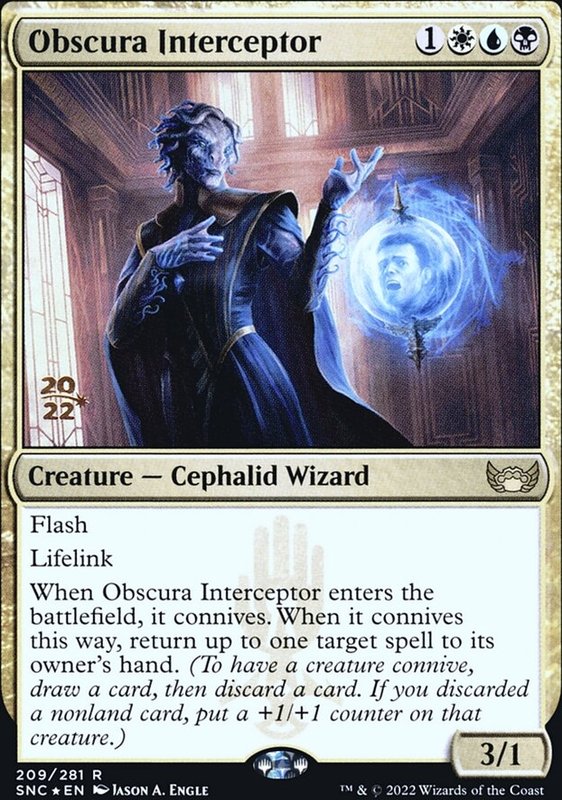 Obscura Interceptor 1
20
22
Creature — Cephalid Wizard
Flash
Lifelink
When Obscura Interceptor enters the
battlefield, it connives. When it connives
this way, return up to one target spell to its
owner's hand. (To have a creature connive,
draw a card, then discard a card. If you discarded
a nonland card, put a +1/+1 counter on that
creature.)
3/1
209/281 R
SNC ★ EN Jason A. Engle
™ & © 2022 Wizards of the Coast